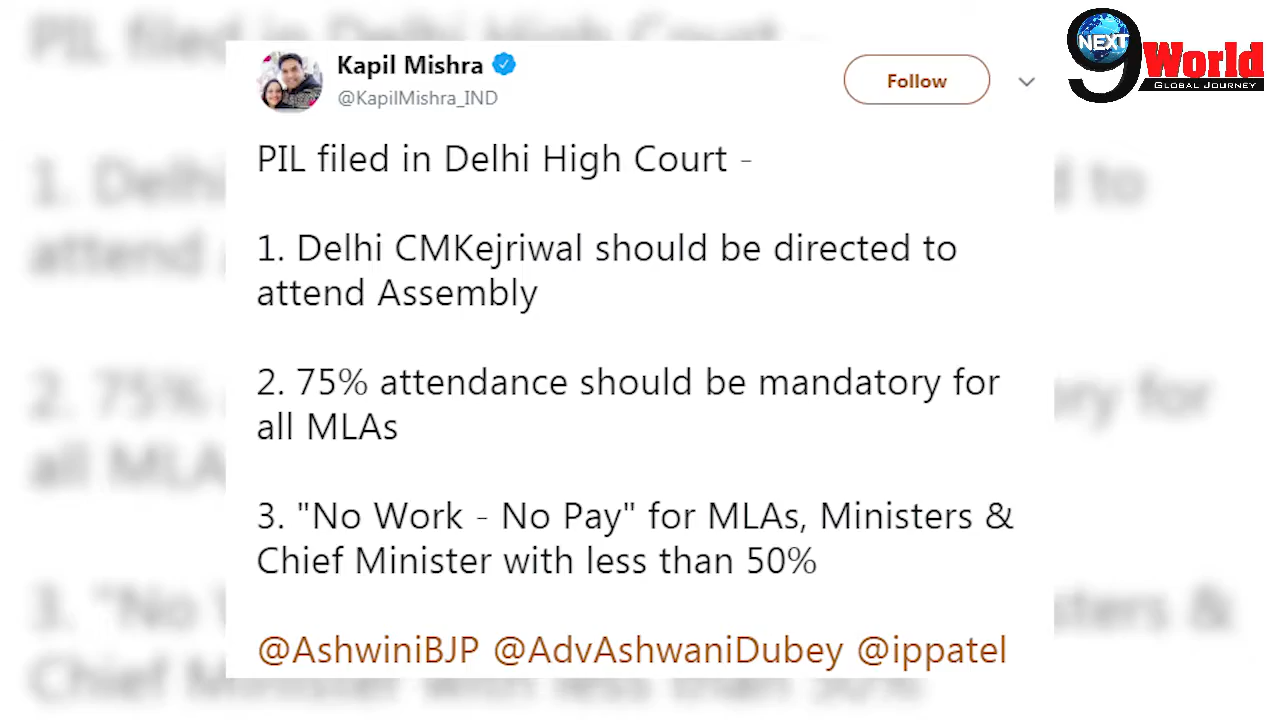 Kapil Mishra
@KapilMishra_IND
Follow
NEXT
9 World
GLOBAL JOURNEY
PIL filed in Delhi High Court -
1. Delhi CMKejriwal should be directed to
attend Assembly
2. 75% attendance should be mandatory for
all MLAs
3. "No Work - No Pay" for MLAs, Ministers &
Chief Minister with less than 50%
@AshwiniBJP @AdvAshwaniDubey @ippatel